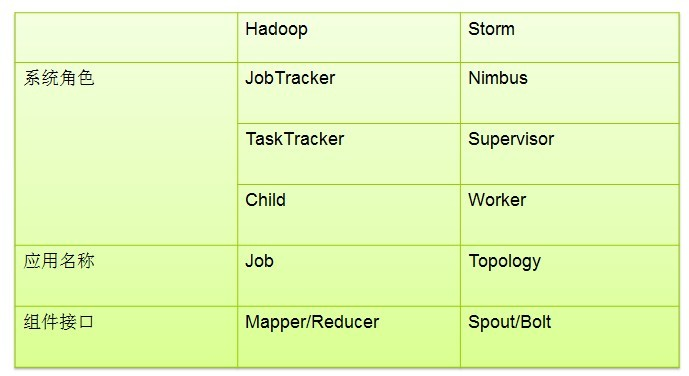 Hadoop Storm
系统角色 JobTracker Nimbus
TaskTracker Supervisor
Child Worker
应用名称 Job Topology
组件接口 Mapper/Reducer Spout/Bolt